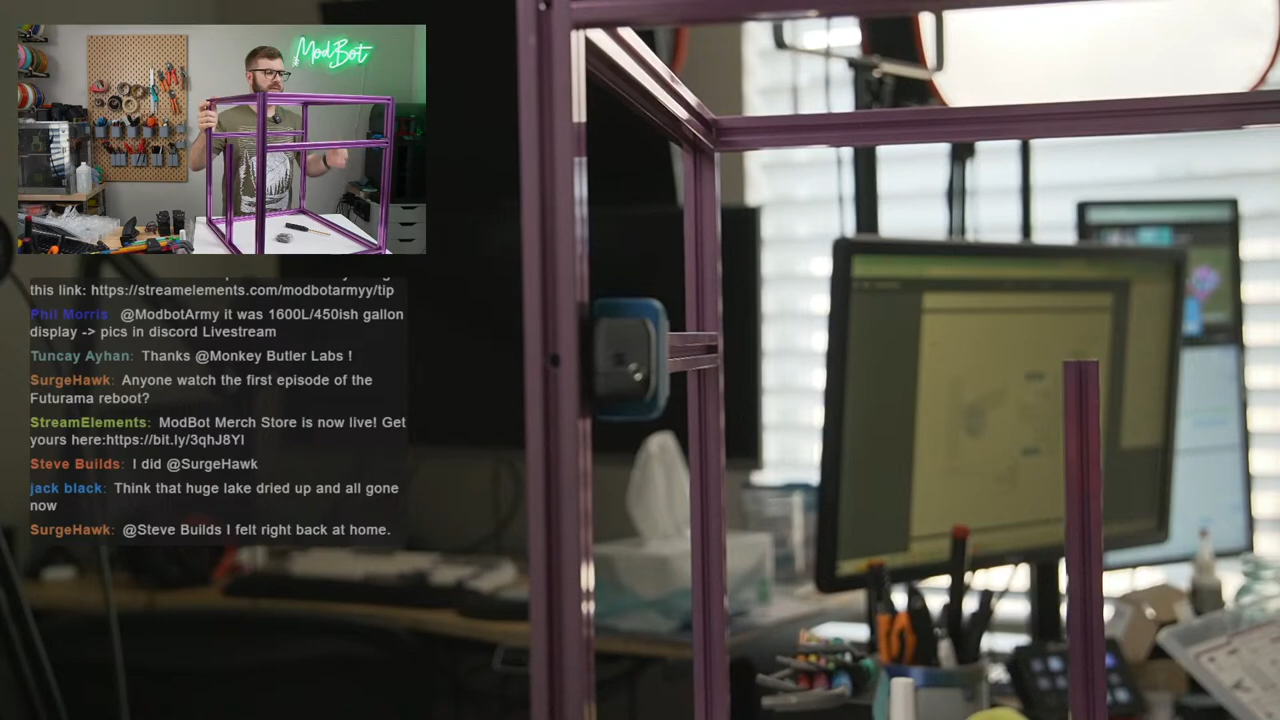 ModBot
this link: https://streamelements.com/modbotarmyy/tip
Phil Morris @ModbotArmy it was 1600L/450ish gallon
display -> pics in discord Livestream
Tuncay Ayhan: Thanks @Monkey Butler Labs !
SurgeHawk: Anyone watch the first episode of the
Futurama reboot?
StreamElements: ModBot Merch Store is now live! Get
yours here:https://bit.ly/3qhJ8YI
Steve Builds: I did @SurgeHawk
jack black: Think that huge lake dried up and all gone
now
SurgeHawk: @Steve Builds I felt right back at home.